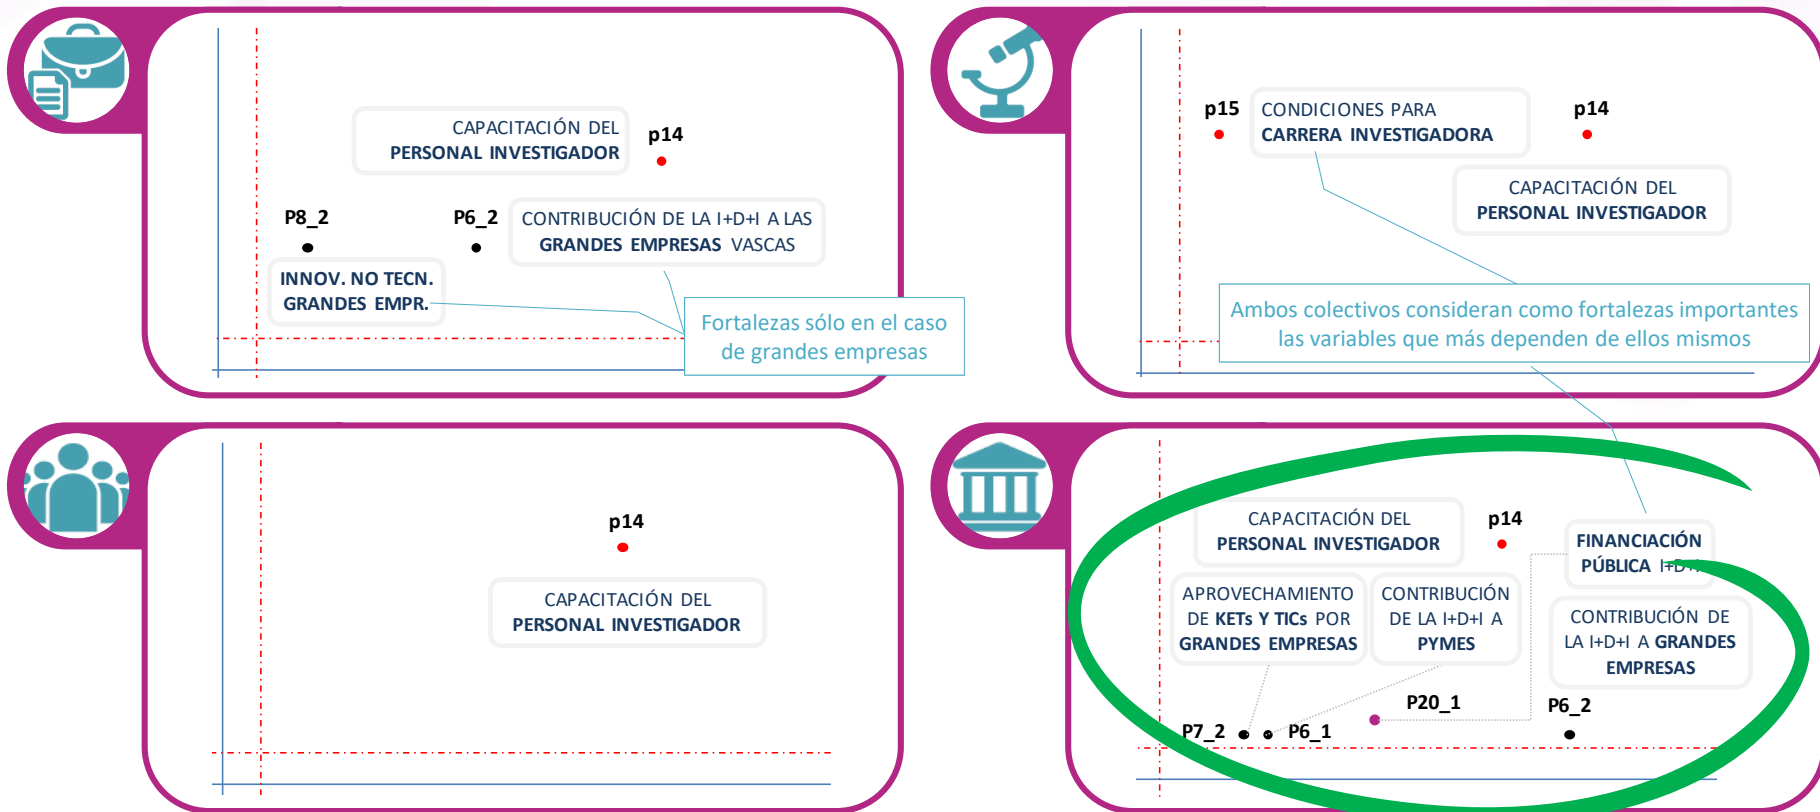 CAPACITACIÓN DEL
PERSONAL INVESTIGADOR
p14
P8_2
P6_2
CONTRIBUCIÓN DE LA I+D+I A LAS
GRANDES EMPRESAS VASCAS
INNOV. NO TECN.
GRANDES EMPR.
Fortalezas sólo en el caso
de grandes empresas
p15
CONDICIONES PARA
CARRERA INVESTIGADORA
p14
CAPACITACIÓN DEL
PERSONAL INVESTIGADOR
Ambos colectivos consideran como fortalezas importantes
las variables que más dependen de ellos mismos
p14
CAPACITACIÓN DEL
PERSONAL INVESTIGADOR
CAPACITACIÓN DEL
PERSONAL INVESTIGADOR
p14
FINANCIACIÓN
PÚBLICA I+D+I
APROVECHAMIENTO
DE KETs Y TICs POR
GRANDES EMPRESAS
CONTRIBUCIÓN
DE LA I+D+I A
PYMES
CONTRIBUCIÓN DE
LA I+D+I A GRANDES
EMPRESAS
P7_2
P6_1
P20_1
P6_2